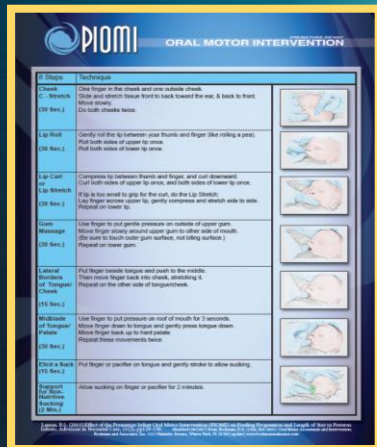 PIOMI
PREMATURE INFANT
ORAL MOTOR INTERVENTION
8 Steps
Technique
Cheek
C - Stretch
(30 Sec.)
One finger in the cheek and one outside cheek.
Slide and stretch tissue front to back toward the ear, & back to front.
Move slowly.
Do both cheeks twice.
Lip Roll
(30 Sec.)
Gently roll the lip between your thumb and finger (like rolling a pea).
Roll both sides of upper lip once.
Roll both sides of lower lip once.
Lip Curl
or
Lip Stretch
(30 Sec.)
Compress lip between thumb and finger, and curl downward.
Curl both sides of upper lip once, and both sides of lower lip once.
If lip is too small to grip for the curl, do the Lip Stretch:
Lay finger across upper lip, gently compress and stretch side to side.
Repeat on lower lip.
Gum
Massage
(30 Sec.)
Use finger to put gentle pressure on outside of upper gum.
Move finger slowly around upper gum to other side of mouth.
(Be sure to touch outer gum surface, not biting surface.)
Repeat on lower gum.
Lateral
Borders
of Tongue/
Cheek
(15 Sec.)
Put finger beside tongue and push to the middle.
Then move finger back into cheek, stretching it.
Repeat on the other side of tongue/cheek.
Midblade
of Tongue/
Palate
(30 Sec.)
Use finger to put pressure on roof of mouth for 3 seconds.
Move finger down to tongue and gently press tongue down.
Move finger back up to hard palate.
Repeat these movements twice.
Elicit a Suck
(15 Sec.)
Put finger or pacifier on tongue and gently stroke to allow sucking.
Support
for Non-
Nutritive
Sucking
(2 Min.)
Allow sucking on finger or pacifier for 2 minutes.